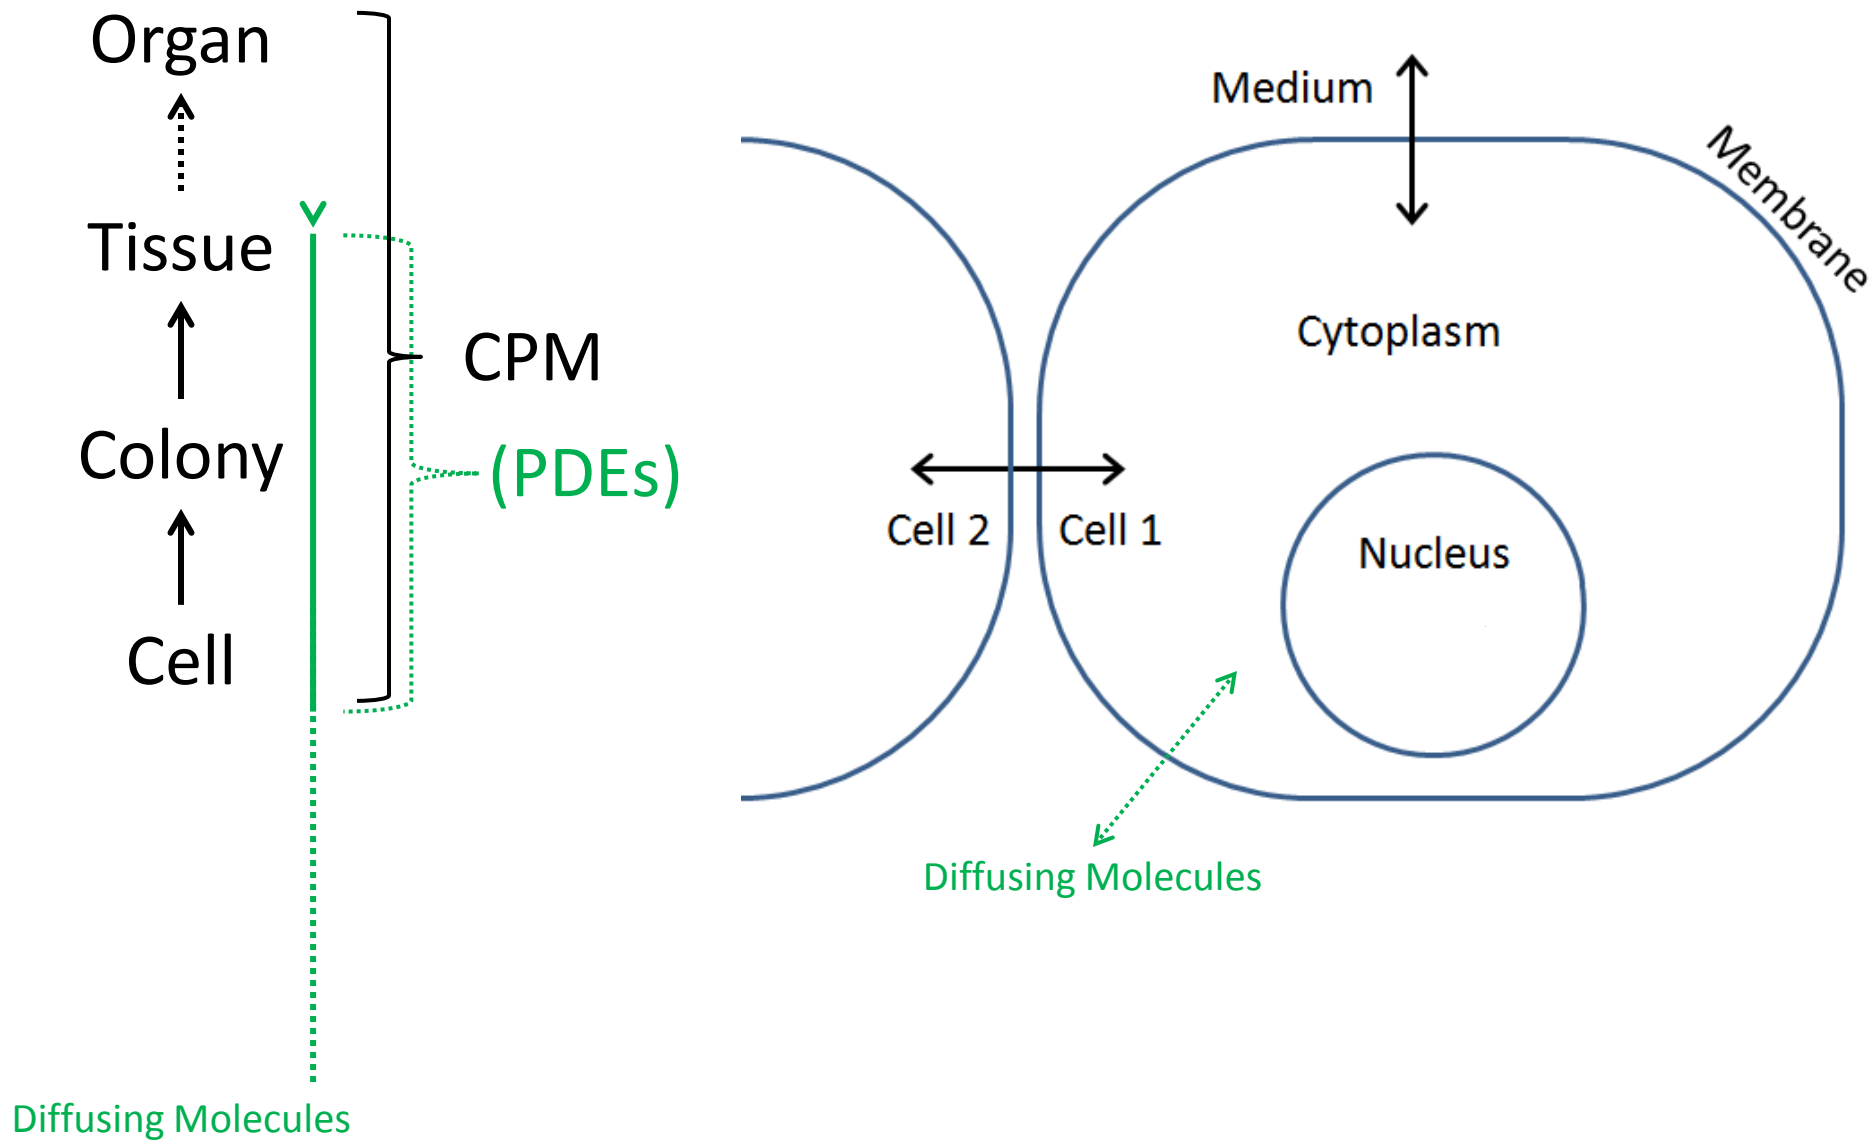 Organ
Tissue
Colony
Cell
CPM
(PDEs)
Diffusing Molecules
Medium
Membrane
Cytoplasm
Cell 2
Cell 1
Nucleus
Diffusing Molecules